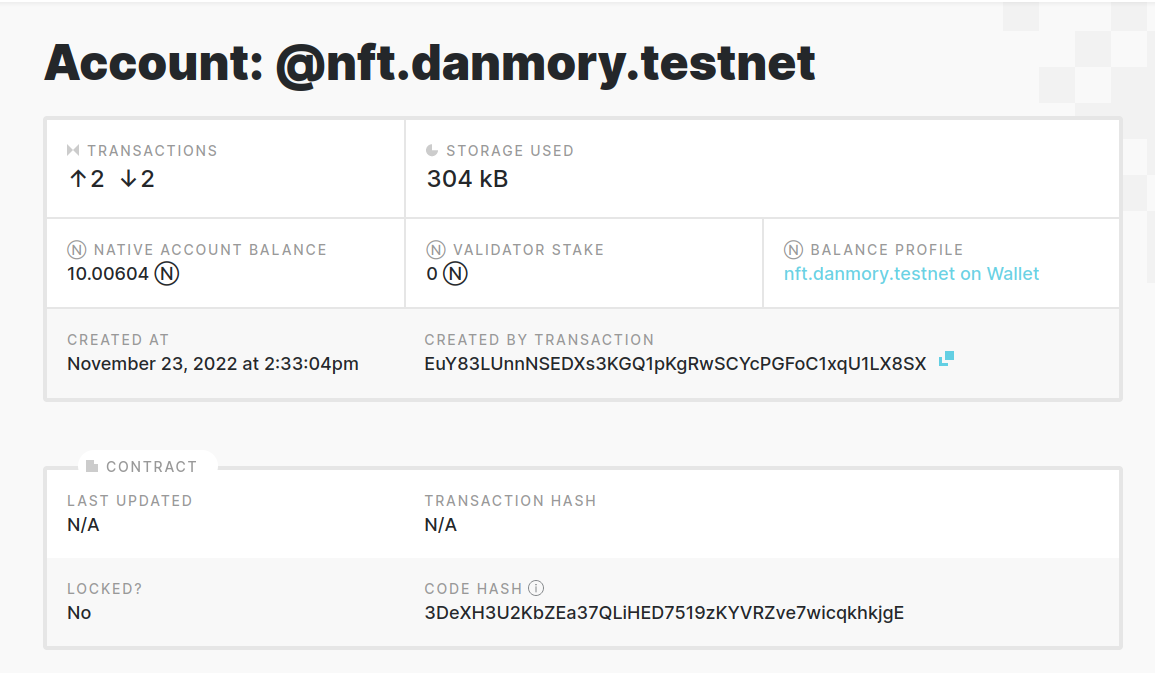 Account: @nft.danmory.testnet
TRANSACTIONS
↑2 ↓2
STORAGE USED
304 kB
NATIVE ACCOUNT BALANCE
10.00604 Ⓝ
VALIDATOR STAKE
0 Ⓝ
BALANCE PROFILE
nft.danmory.testnet on Wallet
CREATED AT
November 23, 2022 at 2:33:04pm
CREATED BY TRANSACTION
EuY83LUnnNSEDXs3KGQ1pKgRwSCYcPGFoC1xqU1LX8SX
CONTRACT
LAST UPDATED
N/A
TRANSACTION HASH
N/A
LOCKED?
No
CODE HASH
3DeXH3U2KbZEa37QLiHED7519zKYVRZve7wicqkhkjgE